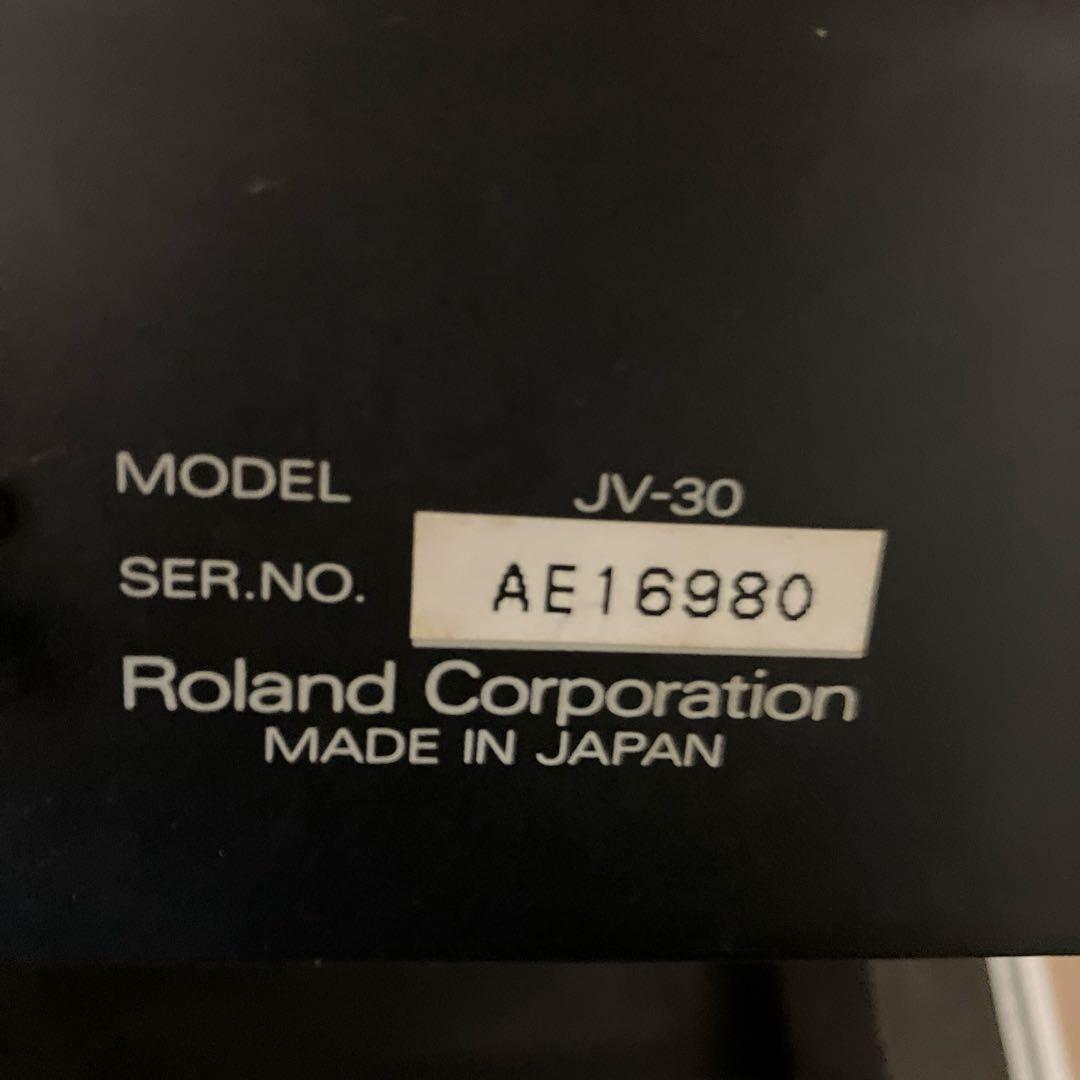 MODEL JV-30
SER.NO. AE16980
Roland Corporation
MADE IN JAPAN